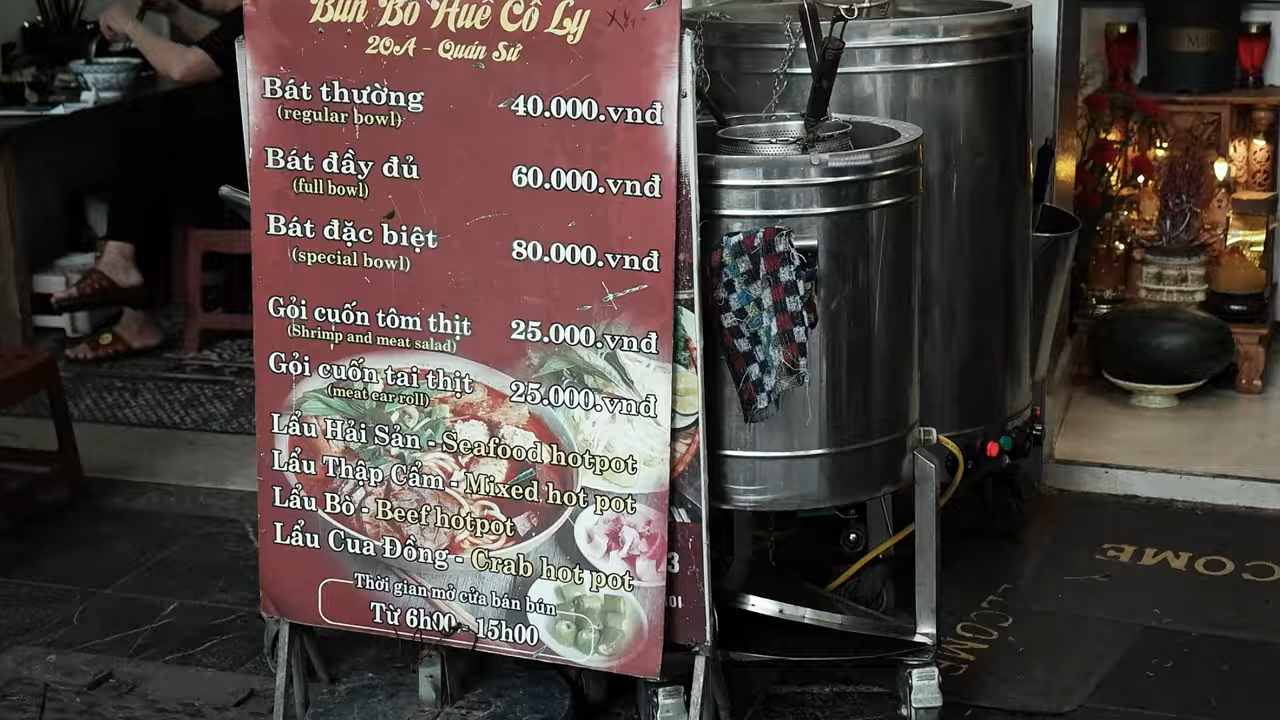 Bún Bò Huế Cô Ly
20A - Quán Sứ
Bát thường 40.000.vnđ
(regular bowl)
Bát đầy đủ 60.000.vnđ
(full bowl)
Bát đặc biệt 80.000.vnđ
(special bowl)
Gỏi cuốn tôm thịt 25.000.vnđ
(Shrimp and meat salad)
Gỏi cuốn tai thịt 25.000.vnđ
(meat ear roll)
Lẩu Hải Sản - Seafood hotpot
Lẩu Thập Cẩm - Mixed hot pot
Lẩu Bò - Beef hotpot
Lẩu Cua Đồng - Crab hot pot
Thời gian mở cửa bán bún
Từ 6h00 - 15h00
COME
COME